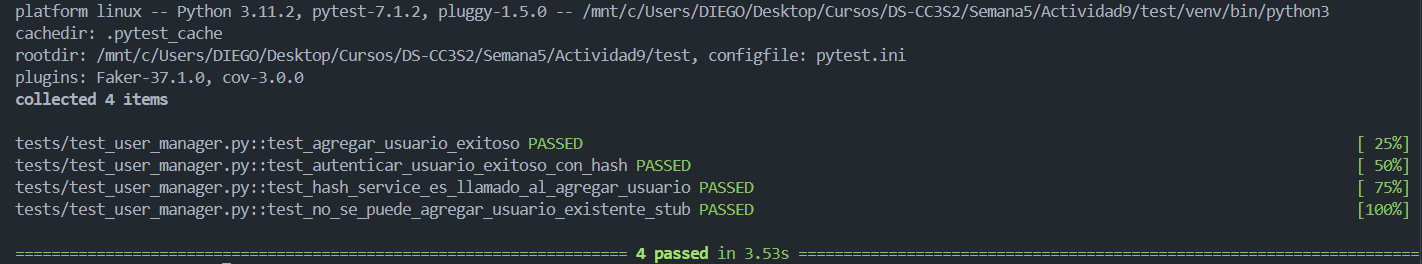 platform linux -- Python 3.11.2, pytest-7.1.2, pluggy-1.5.0 -- /mnt/c/Users/DIEGO/Desktop/Cursos/DS-CC3S2/Semana5/Actividad9/test/venv/bin/python3
cachedir: .pytest_cache
rootdir: /mnt/c/Users/DIEGO/Desktop/Cursos/DS-CC3S2/Semana5/Actividad9/test, configfile: pytest.ini
plugins: Faker-37.1.0, cov-3.0.0
collected 4 items
tests/test_user_manager.py::test_agregar_usuario_exitoso PASSED [ 25%]
tests/test_user_manager.py::test_autenticar_usuario_exitoso_con_hash PASSED [ 50%]
tests/test_user_manager.py::test_hash_service_es_llamado_al_agregar_usuario PASSED [ 75%]
tests/test_user_manager.py::test_no_se_puede_agregar_usuario_existente_stub PASSED [100%]
==================================================================== 4 passed in 3.53s ====================================================================